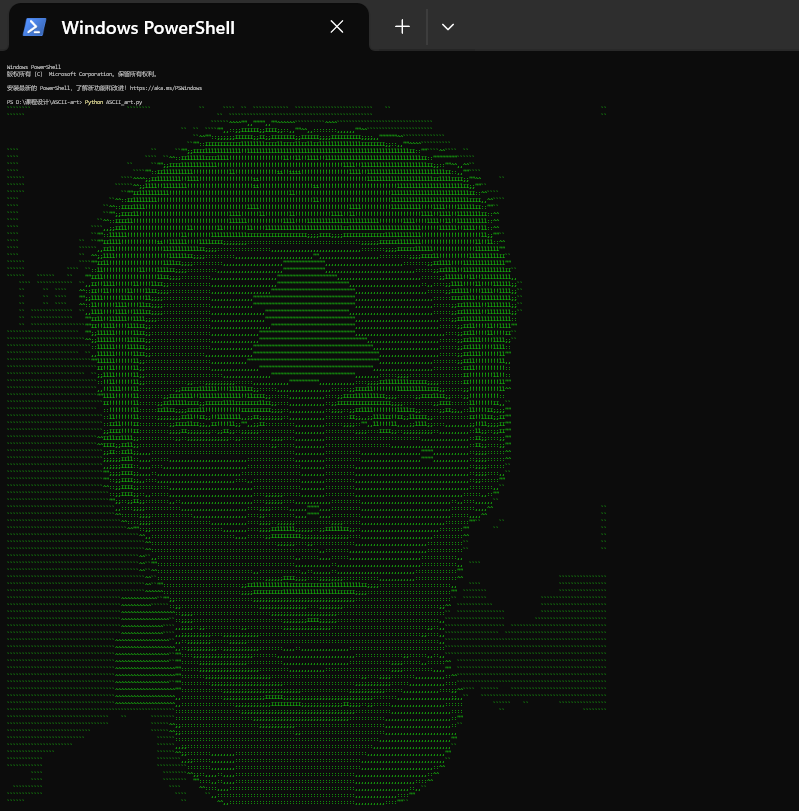 Windows PowerShell
Windows PowerShell
版权所有 (C) Microsoft Corporation。保留所有权利。
安装最新的 PowerShell，了解新功能和改进！https://aka.ms/PSWindows
PS D:\课程设计\ASCII-art> Python ASCII_art.py